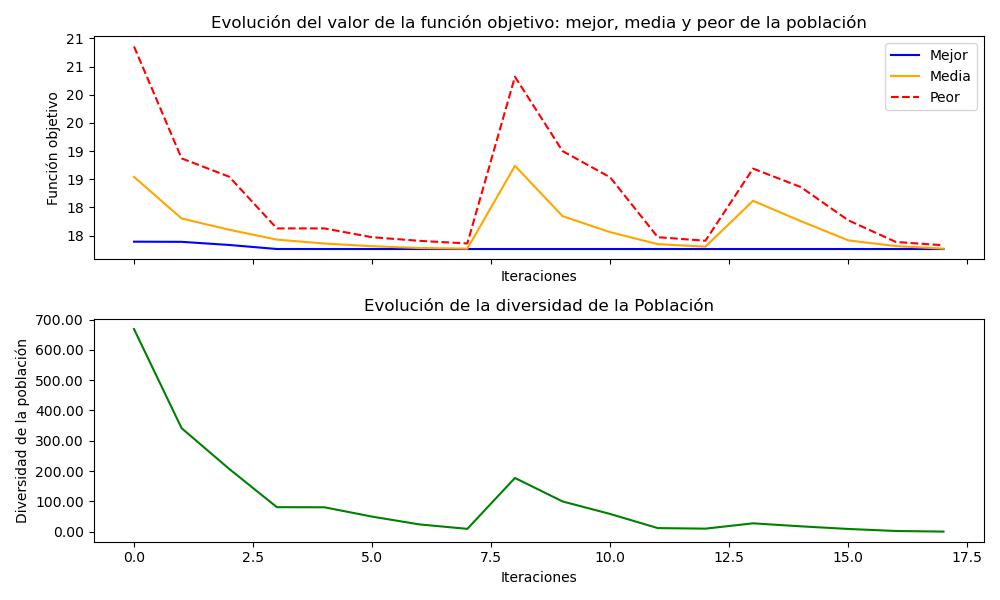 Evolución del valor de la función objetivo: mejor, media y peor de la población
Función objetivo
21
21
20
20
19
19
18
18
Mejor
Media
Peor
Iteraciones
Evolución de la diversidad de la Población
Diversidad de la población
700.00
600.00
500.00
400.00
300.00
200.00
100.00
0.00
0.0 2.5 5.0 7.5 10.0 12.5 15.0 17.5
Iteraciones